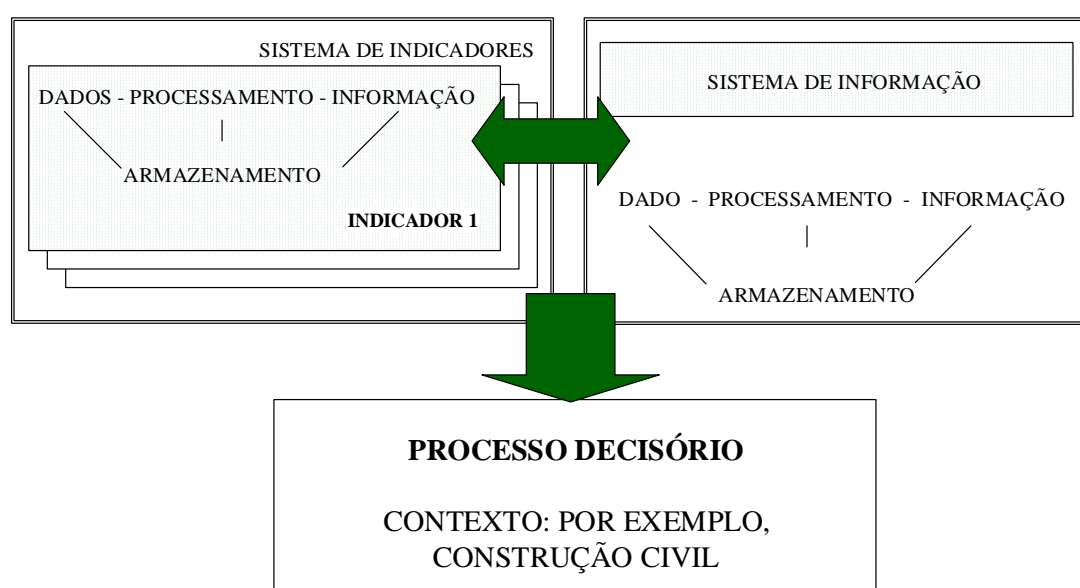 SISTEMA DE INDICADORES
DADOS - PROCESSAMENTO - INFORMAÇÃO
ARMAZENAMENTO
INDICADOR 1
SISTEMA DE INFORMAÇÃO
DADO - PROCESSAMENTO - INFORMAÇÃO
ARMAZENAMENTO
PROCESSO DECISÓRIO
CONTEXTO: POR EXEMPLO,
CONSTRUÇÃO CIVIL